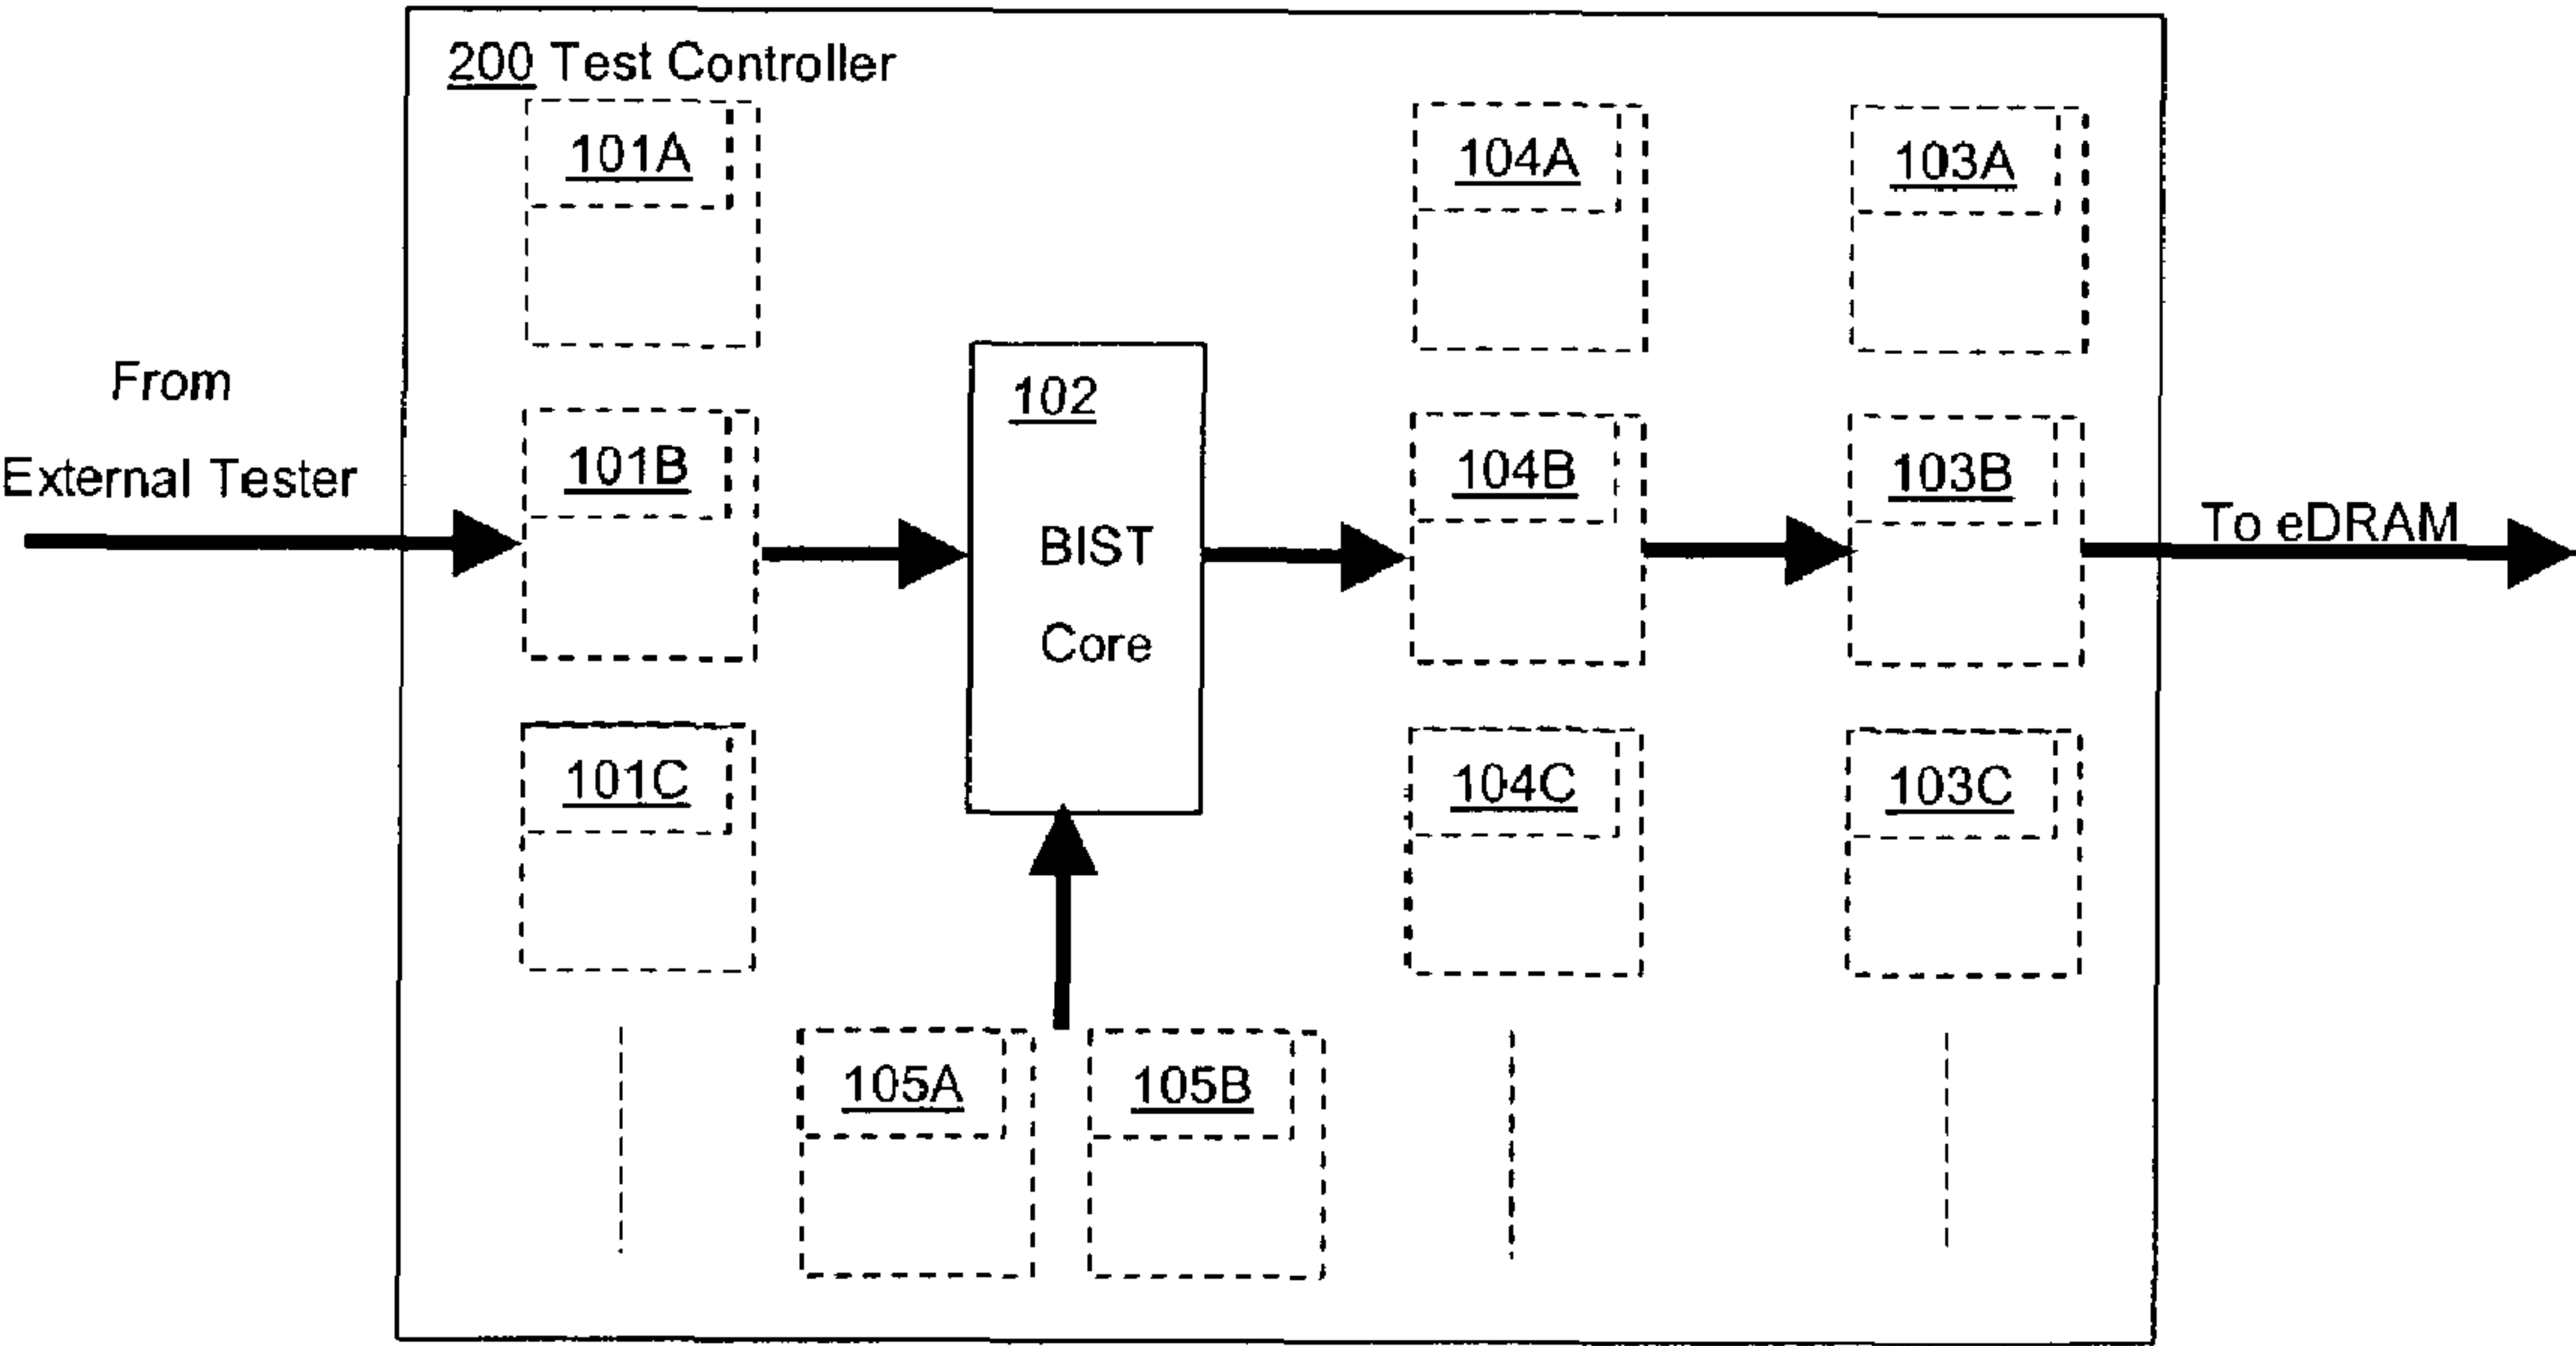 200 Test Controller
101A
104A
103A
From
External Tester
101B
102
BIST
Core
104B
103B
To eDRAM
101C
104C
103C
105A
105B